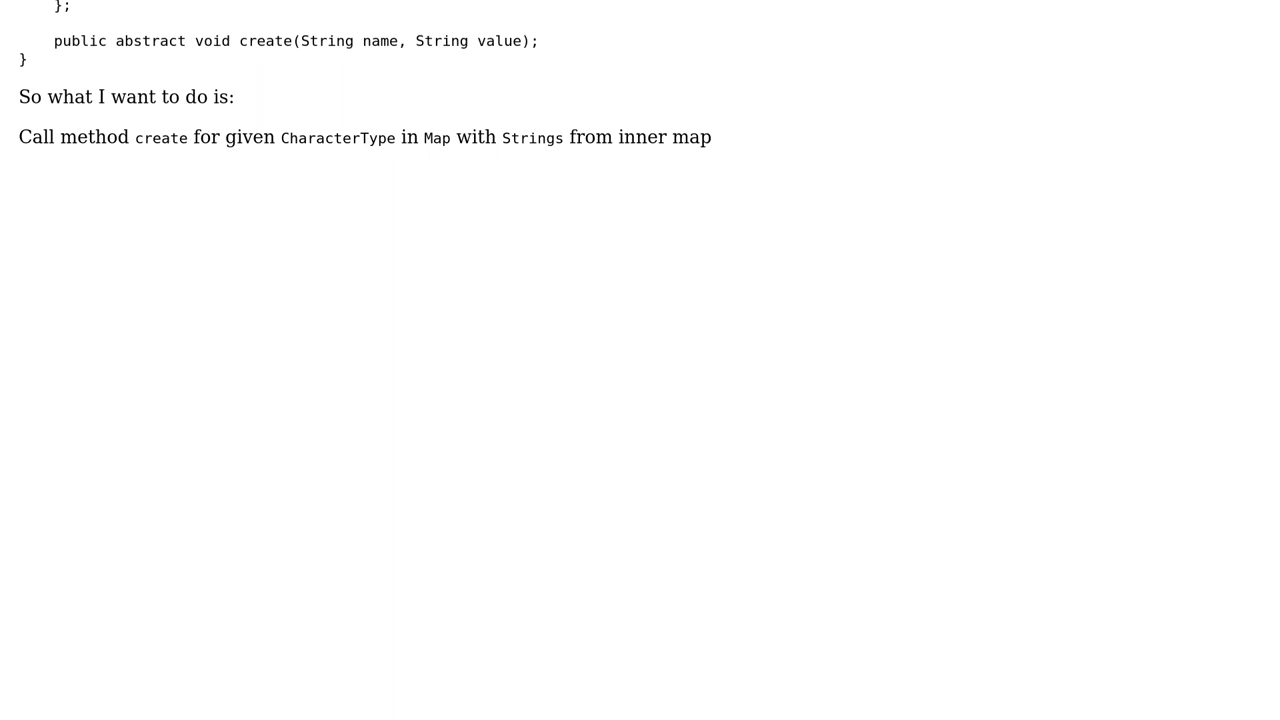 };
    public abstract void create(String name, String value);
}
So what I want to do is:
Call method create for given CharacterType in Map with Strings from inner map